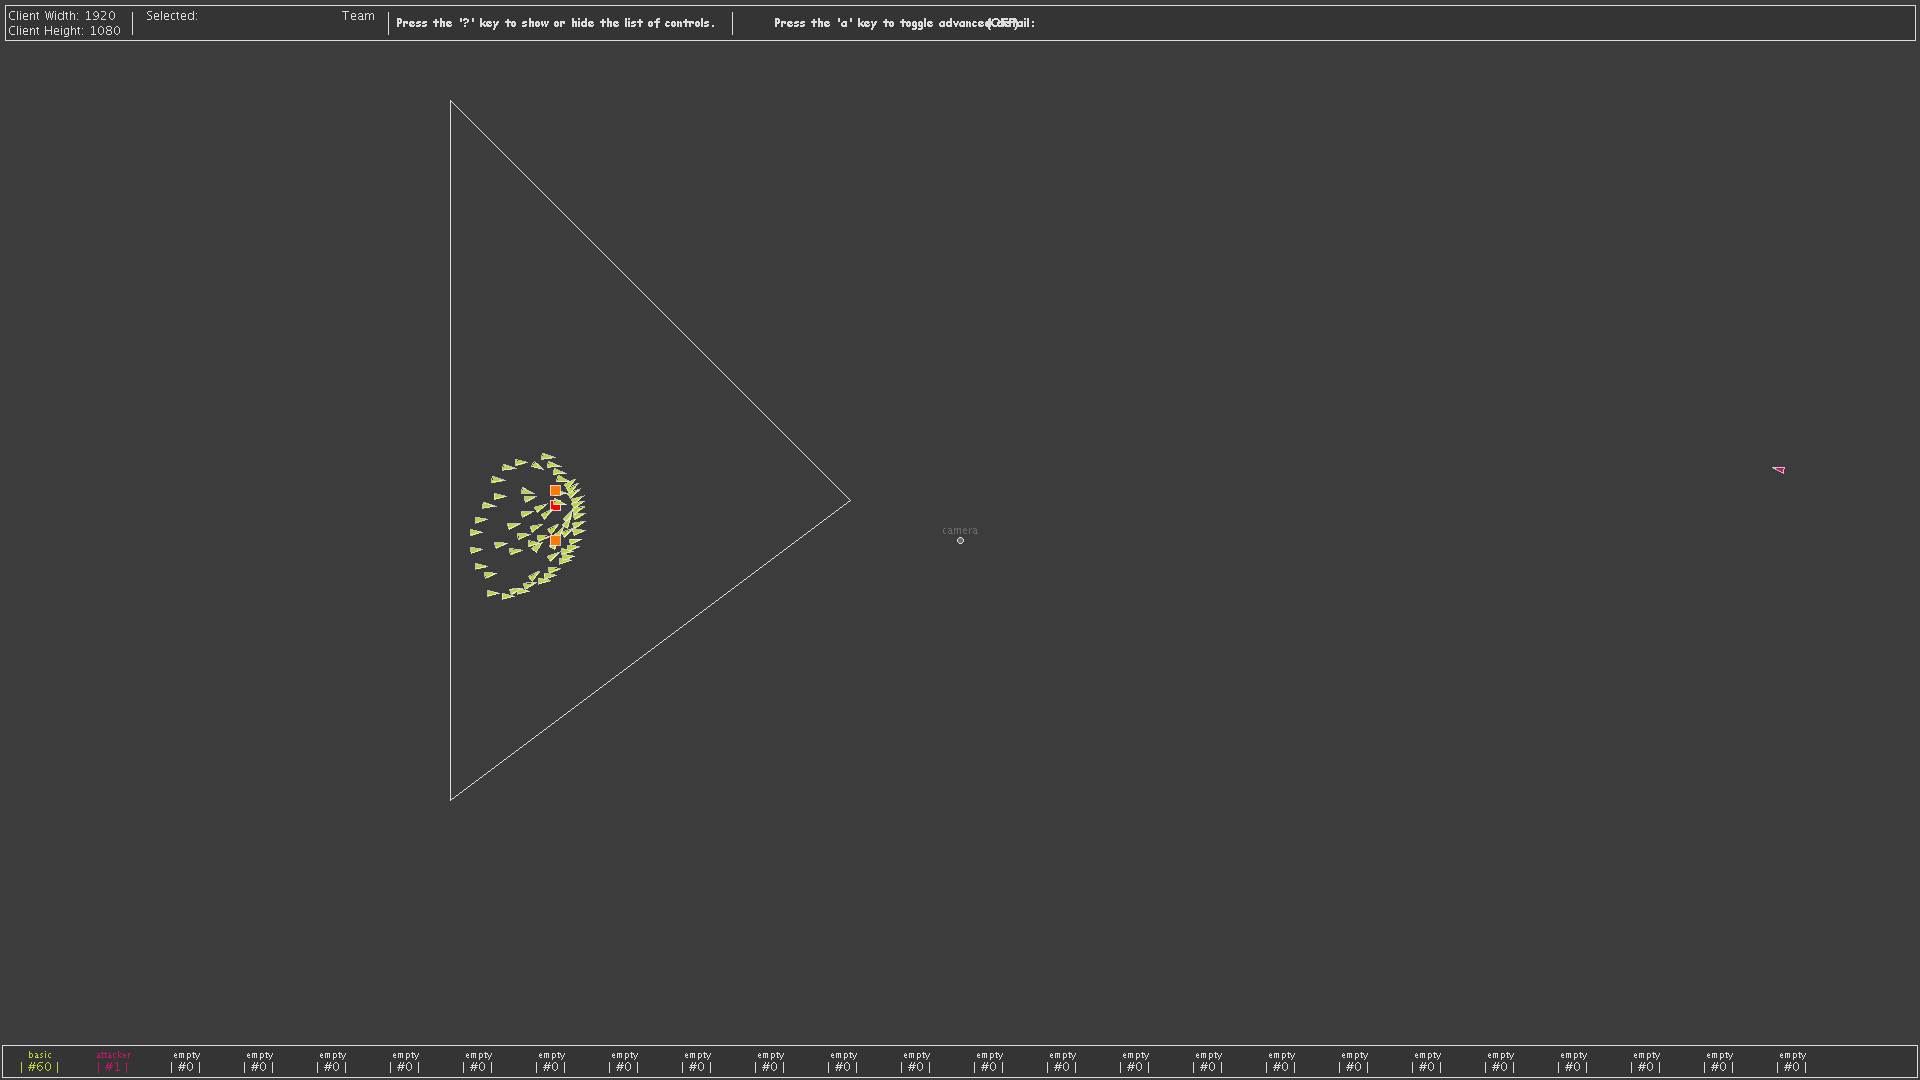 Client Width: 1920
Client Height: 1080
Selected:
Team
Press the '?' key to show or hide the list of controls.
Press the 'a' key to toggle advanced detail:
(OFF)
camera
basic
| #60 |
attacker
| #1 |
empty
| #0 |
empty
| #0 |
empty
| #0 |
empty
| #0 |
empty
| #0 |
empty
| #0 |
empty
| #0 |
empty
| #0 |
empty
| #0 |
empty
| #0 |
empty
| #0 |
empty
| #0 |
empty
| #0 |
empty
| #0 |
empty
| #0 |
empty
| #0 |
empty
| #0 |
empty
| #0 |
empty
| #0 |
empty
| #0 |
empty
| #0 |
empty
| #0 |
empty
| #0 |